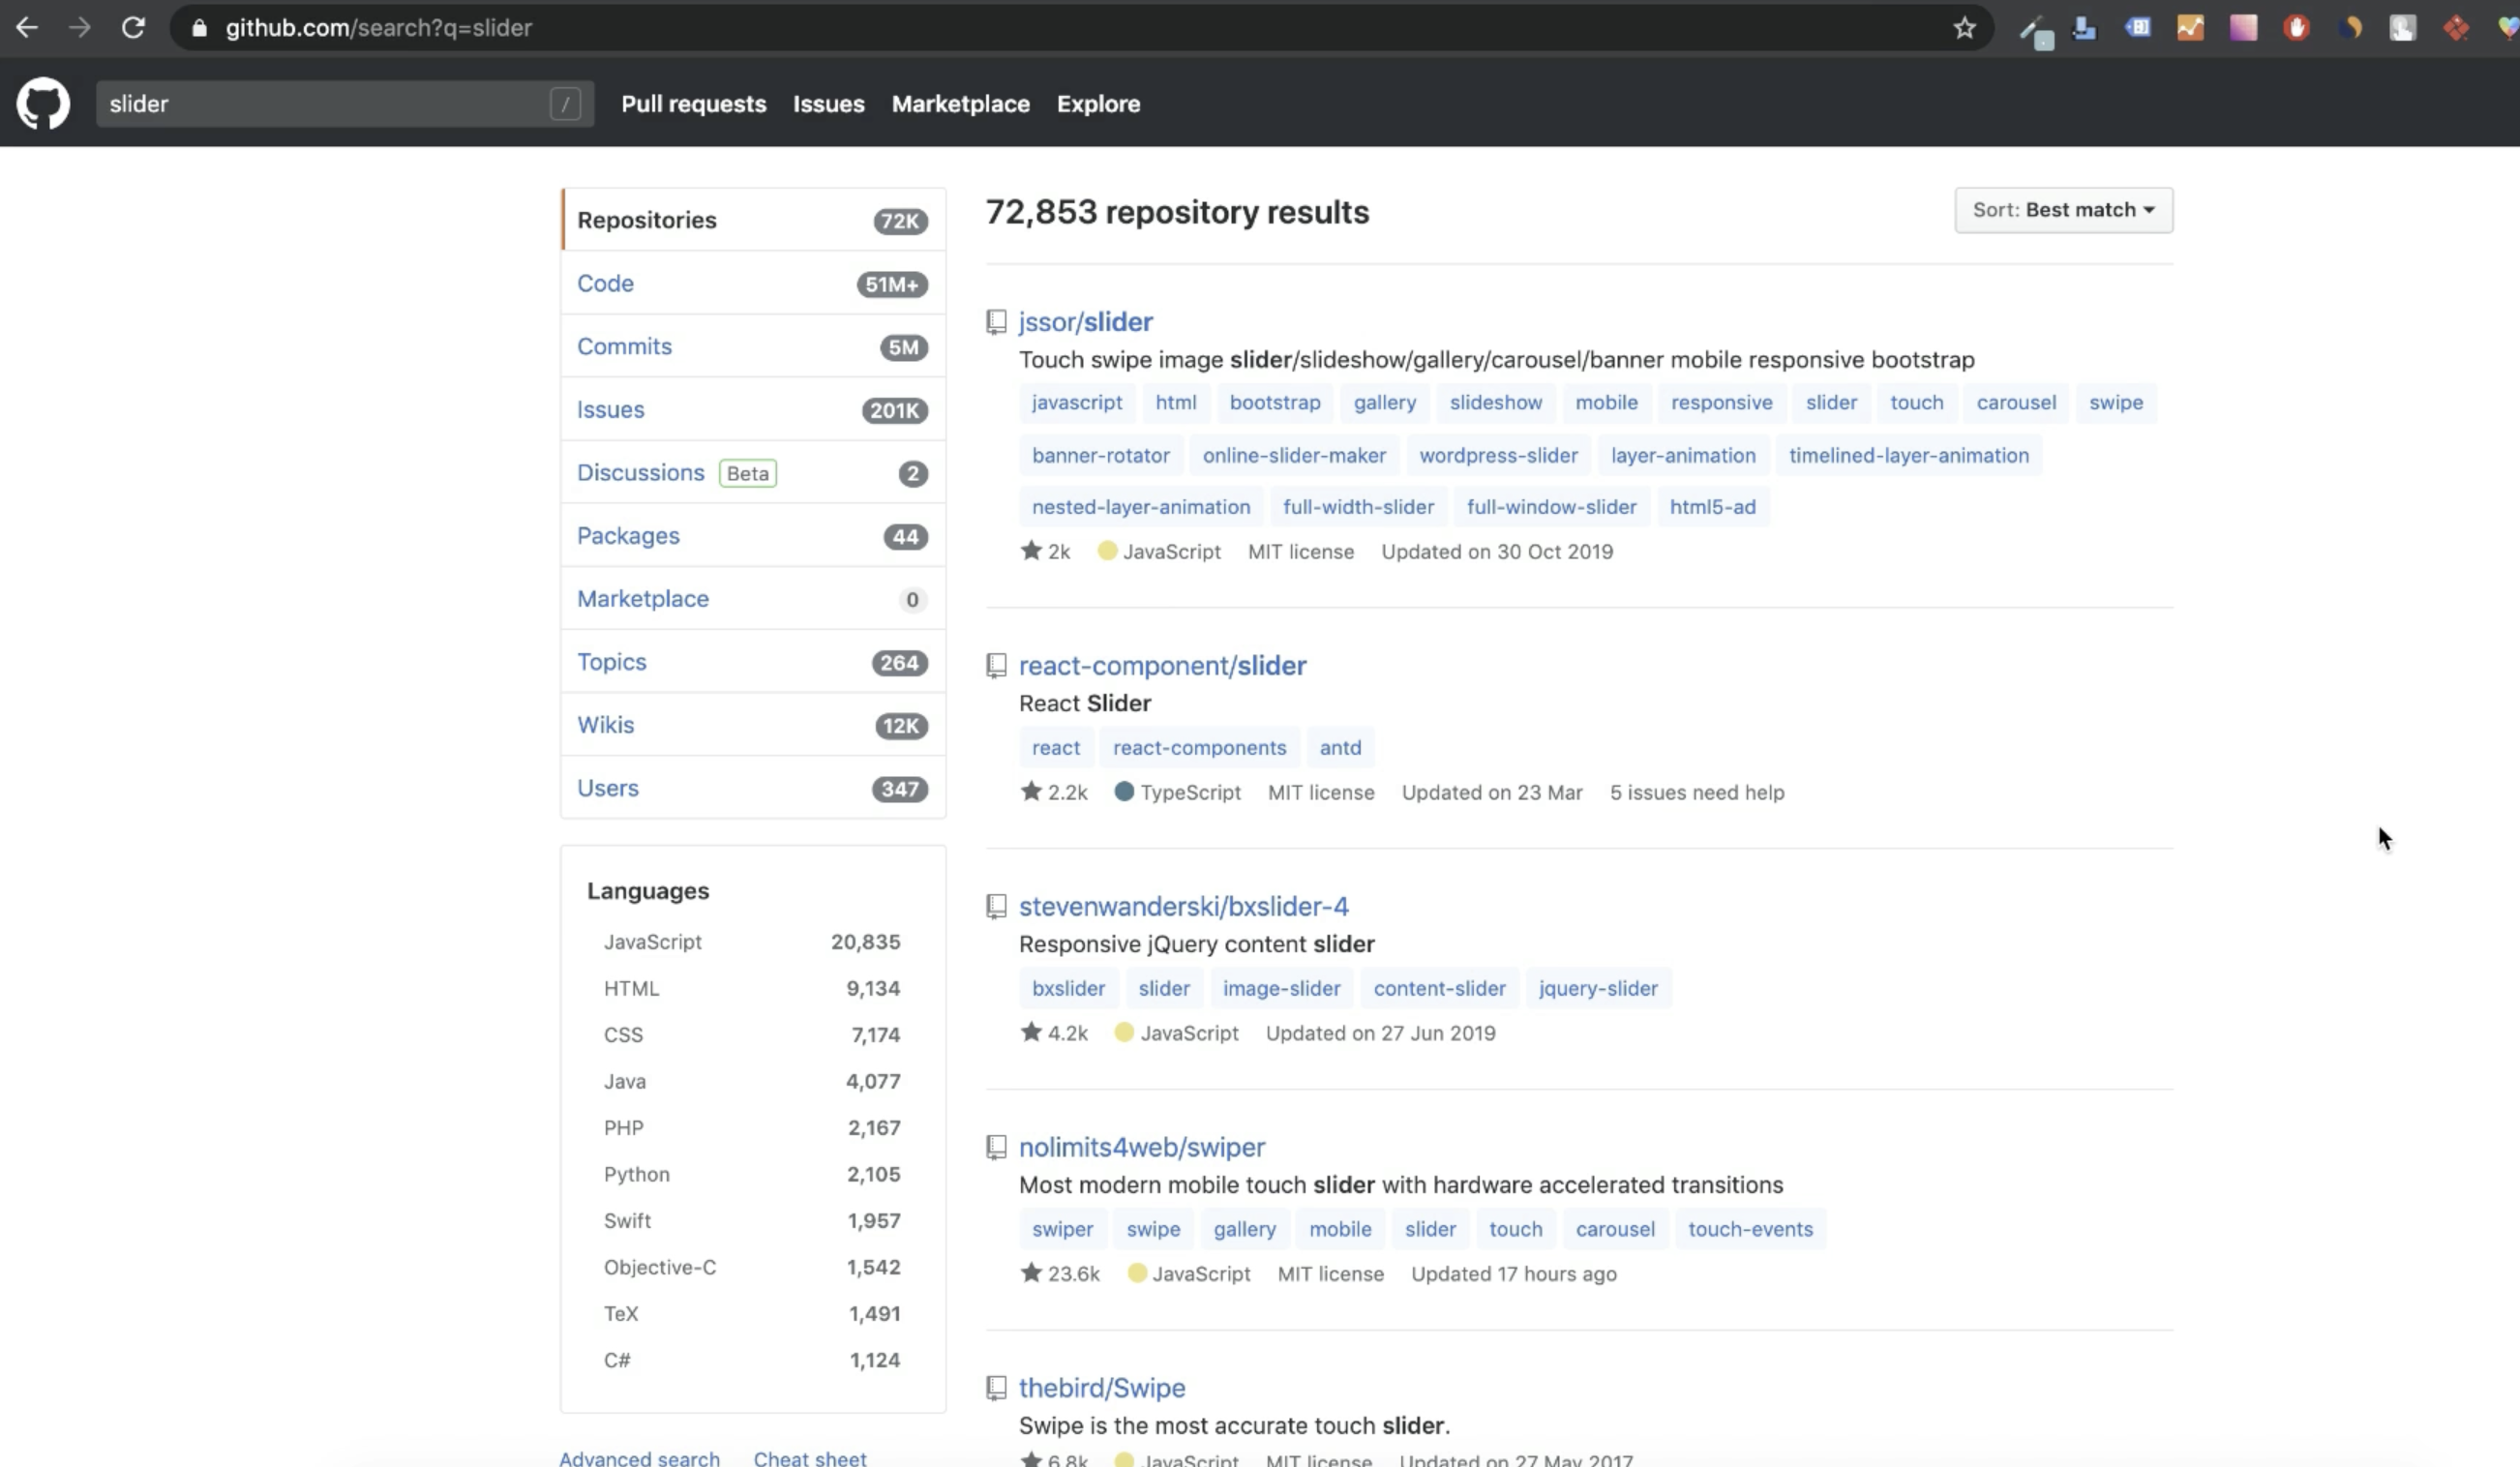 github.com/search?q=slider
slider /
Pull requests Issues Marketplace Explore
Repositories 72K
Code 51M+
Commits 5M
Issues 201K
Discussions Beta 2
Packages 44
Marketplace 0
Topics 264
Wikis 12K
Users 347
Languages
JavaScript 20,835
HTML 9,134
CSS 7,174
Java 4,077
PHP 2,167
Python 2,105
Swift 1,957
Objective-C 1,542
TeX 1,491
C# 1,124
Advanced search Cheat sheet
72,853 repository results
Sort: Best match
jssor/slider
Touch swipe image slider/slideshow/gallery/carousel/banner mobile responsive bootstrap
javascript html bootstrap gallery slideshow mobile responsive slider touch carousel swipe
banner-rotator online-slider-maker wordpress-slider layer-animation timelined-layer-animation
nested-layer-animation full-width-slider full-window-slider html5-ad
2k JavaScript MIT license Updated on 30 Oct 2019
react-component/slider
React Slider
react react-components antd
2.2k TypeScript MIT license Updated on 23 Mar 5 issues need help
stevenwanderski/bxslider-4
Responsive jQuery content slider
bxslider slider image-slider content-slider jquery-slider
4.2k JavaScript Updated on 27 Jun 2019
nolimits4web/swiper
Most modern mobile touch slider with hardware accelerated transitions
swiper swipe gallery mobile slider touch carousel touch-events
23.6k JavaScript MIT license Updated 17 hours ago
thebird/Swipe
Swipe is the most accurate touch slider.
6.8k JavaScript MIT license Updated on 27 May 2017